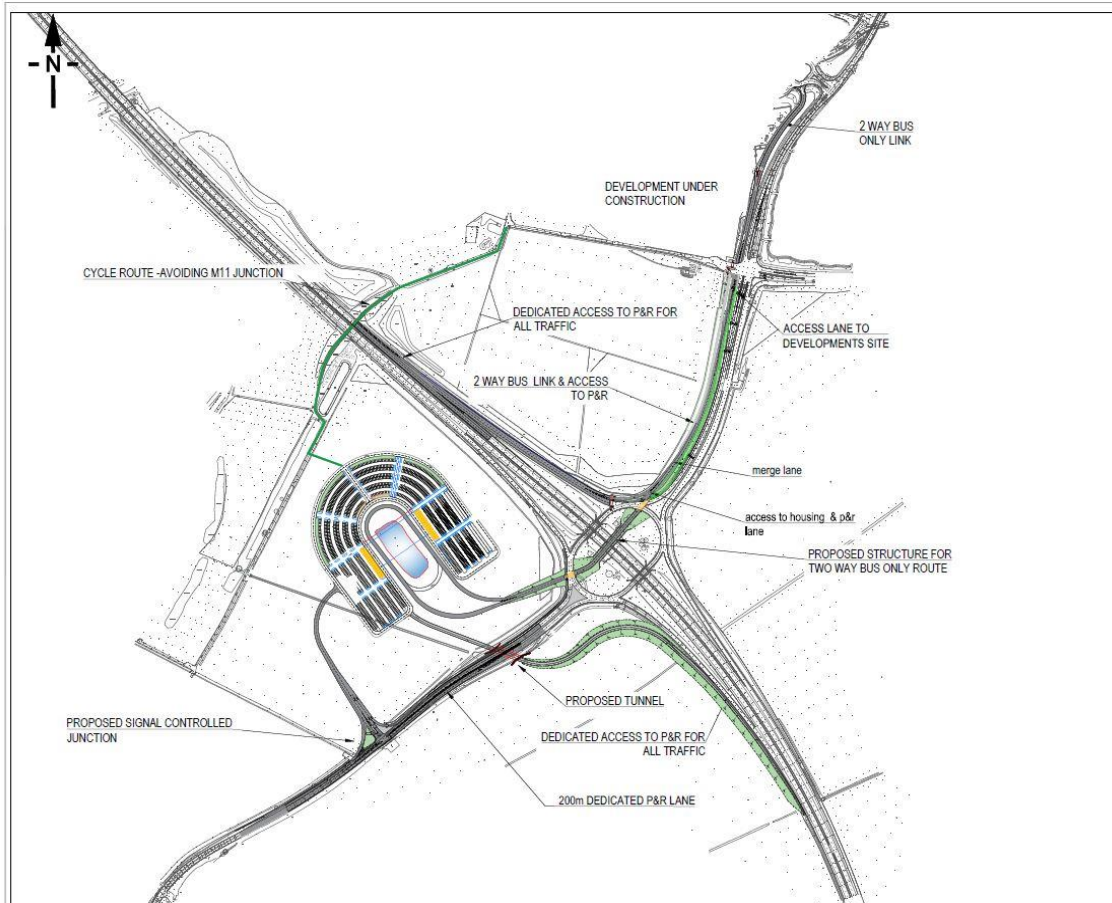 N
2 WAY BUS
ONLY LINK
DEVELOPMENT UNDER
CONSTRUCTION
CYCLE ROUTE -AVOIDING M11 JUNCTION
DEDICATED ACCESS TO P&R FOR
ALL TRAFFIC
ACCESS LANE TO
DEVELOPMENTS SITE
2 WAY BUS LINK & ACCESS
TO P&R
merge lane
access to housing & p&r
lane
PROPOSED STRUCTURE FOR
TWO WAY BUS ONLY ROUTE
PROPOSED TUNNEL
PROPOSED SIGNAL CONTROLLED
JUNCTION
DEDICATED ACCESS TO P&R FOR
ALL TRAFFIC
200m DEDICATED P&R LANE